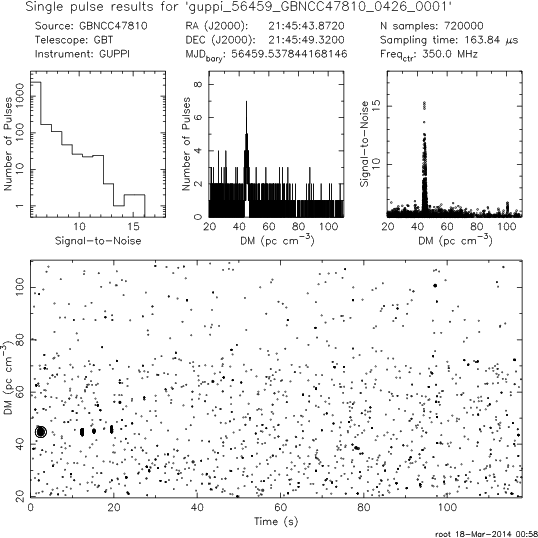 Single pulse results for 'guppi_56459_GBNCC47810_0426_0001'
Source: GBNCC47810 RA (J2000): 21:45:43.8720 N samples: 720000
Telescope: GBT DEC (J2000): 21:45:49.3200 Sampling time: 163.84 μs
Instrument: GUPPI MJDbary: 56459.537844168146 Freqctr: 350.0 MHz
Number of Pulses
1000
100
10
1
10 15
Signal-to-Noise
Number of Pulses
8
6
4
2
0
20 40 60 80 100
DM (pc cm-3)
Signal-to-Noise
15
10
20 40 60 80 100
DM (pc cm-3)
DM (pc cm-3)
100
80
60
40
20
0 20 40 60 80 100
Time (s)
root 18-Mar-2014 00:58